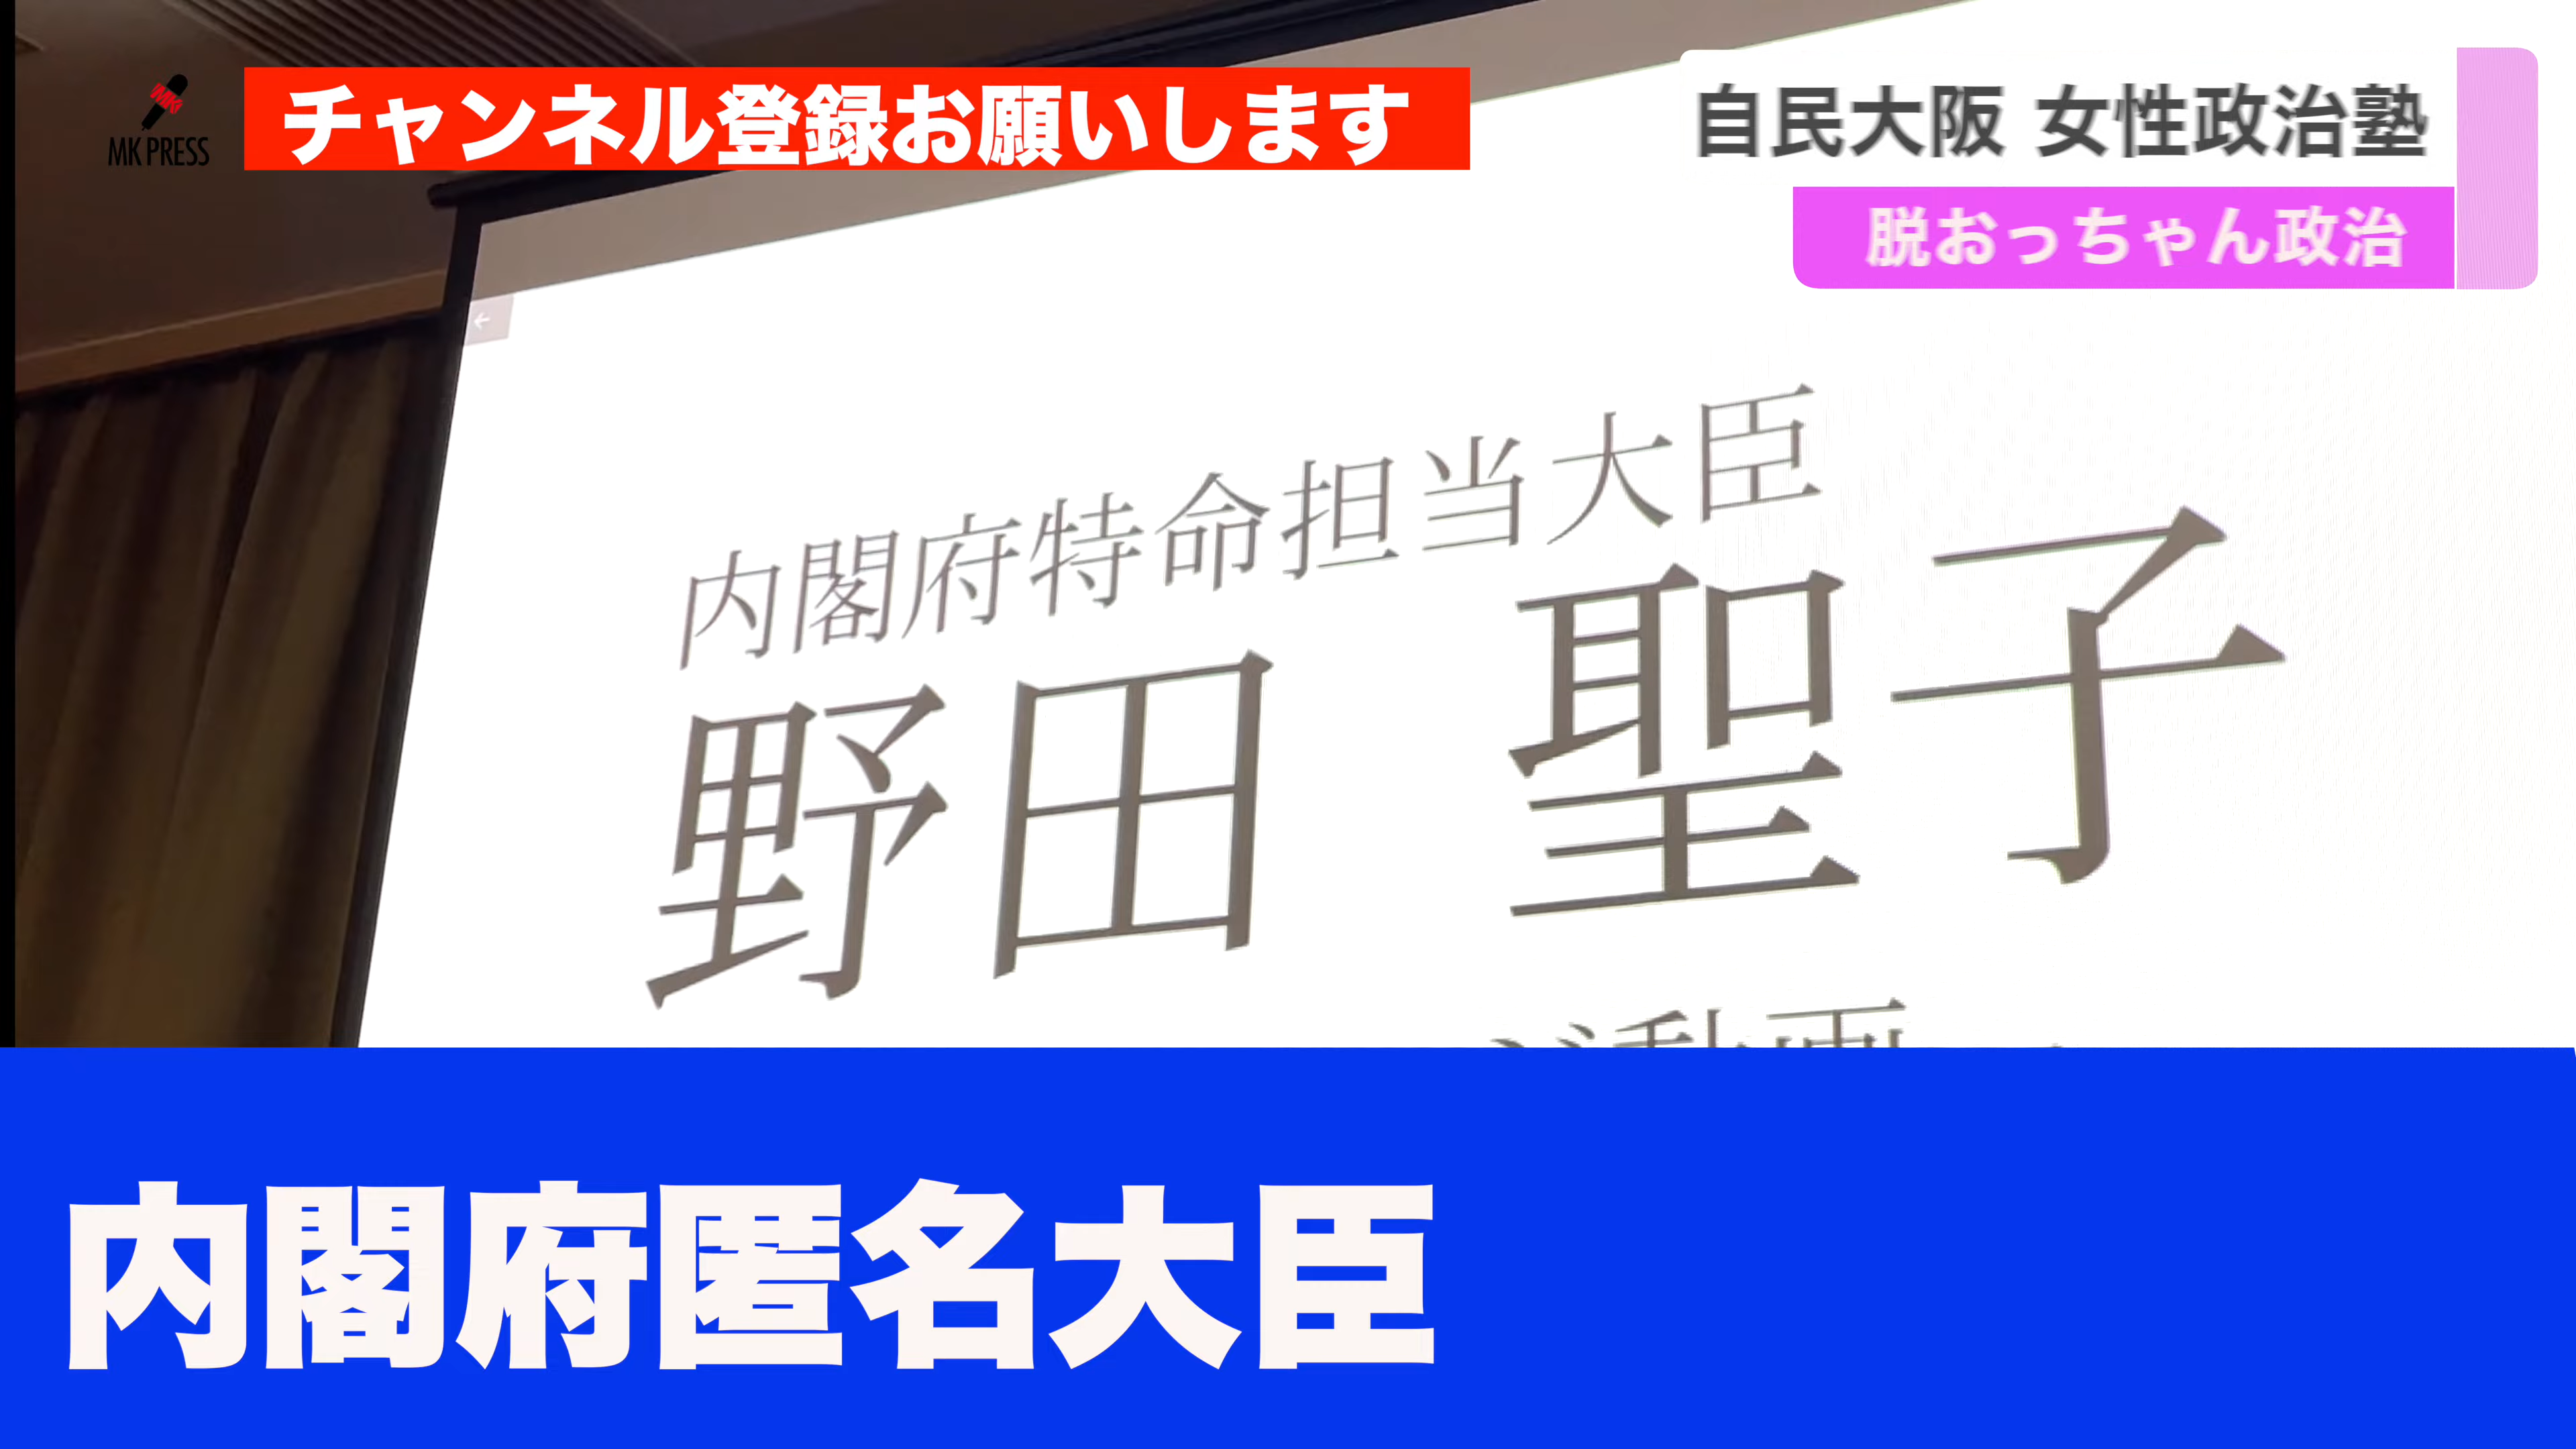 MK PRESS
チャンネル登録お願いします
自民大阪 女性政治塾
脱おっちゃん政治
内閣府特命担当大臣
野田 聖子
動画
内閣府匿名大臣